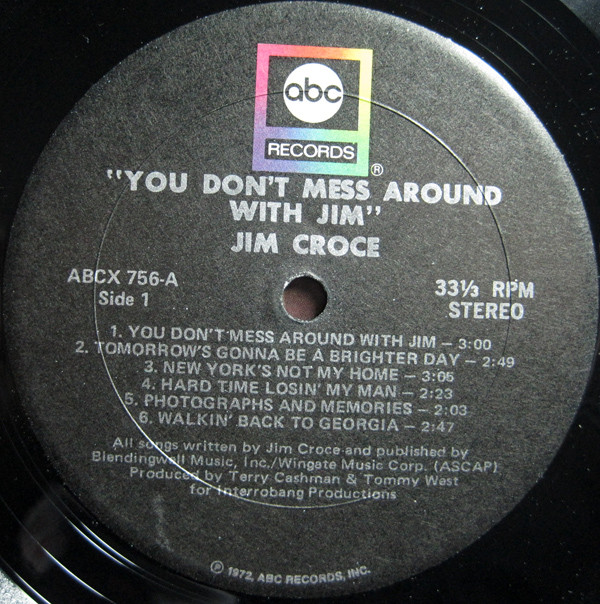 abc
RECORDS
®
"YOU DON'T MESS AROUND
WITH JIM"
JIM CROCE
ABCX 756-A
Side 1
33⅓ RPM
STEREO
1. YOU DON'T MESS AROUND WITH JIM – 3:00
2. TOMORROW'S GONNA BE A BRIGHTER DAY – 2:49
3. NEW YORK'S NOT MY HOME – 3:05
4. HARD TIME LOSIN' MY MAN – 2:23
5. PHOTOGRAPHS AND MEMORIES – 2:03
6. WALKIN' BACK TO GEORGIA – 2:47
All songs written by Jim Croce and published by
Blendingwell Music, Inc./Wingate Music Corp. (ASCAP)
Produced by Terry Cashman & Tommy West
for Interrobang Productions
℗ 1972, ABC RECORDS, INC.